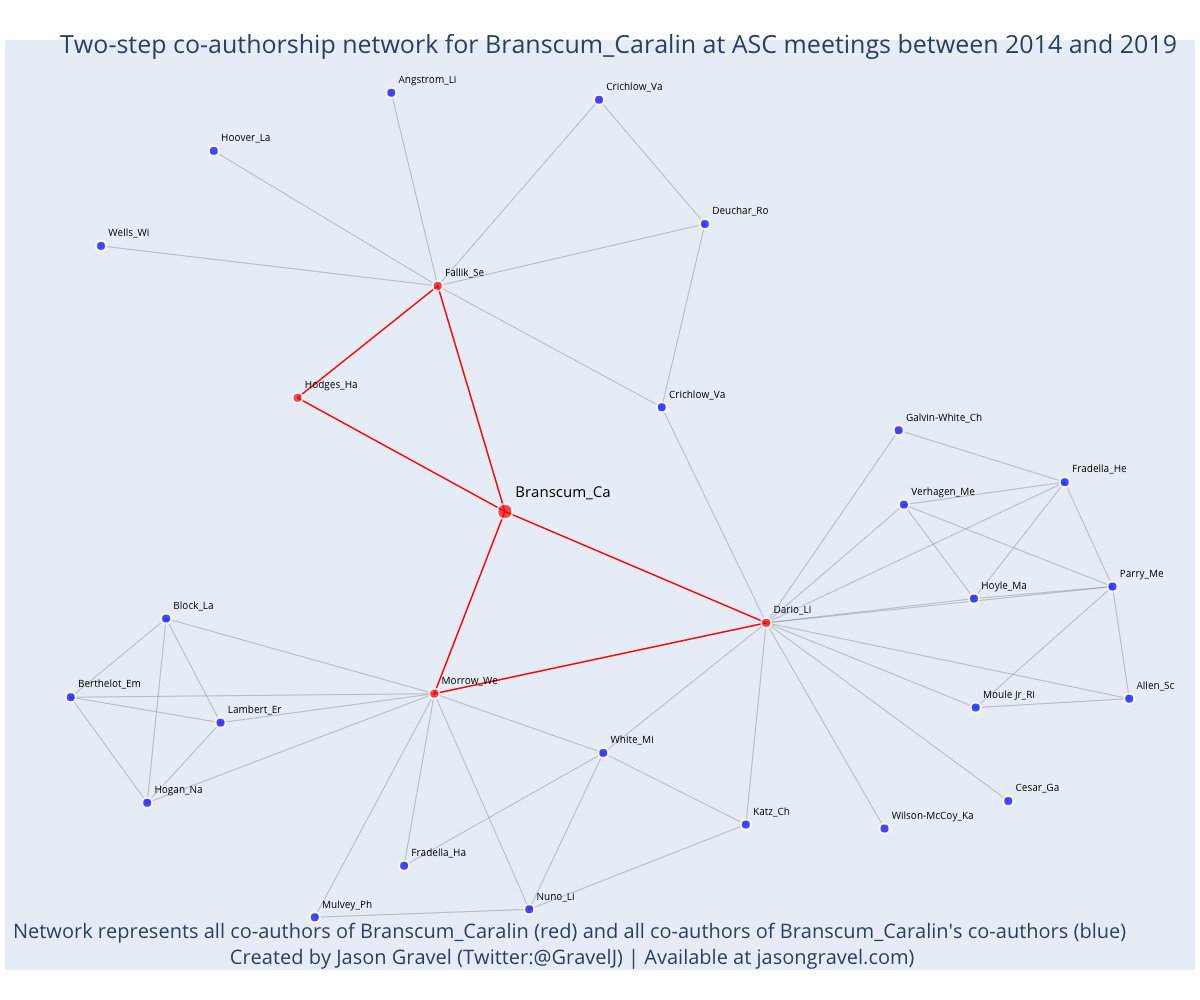 Two-step co-authorship network for Branscum_Caralin at ASC meetings between 2014 and 2019
Angstrom_Li
Crichlow_Va
Hoover_La
Deuchar_Ro
Wells_Wi
Fallik_Se
Hodges_Ha
Crichlow_Va
Galvin-White_Ch
Fradella_He
Verhagen_Me
Branscum_Ca
Parry_Me
Hoyle_Ma
Block_La
Dario_Li
Berthelot_Em
Morrow_We
Allen_Sc
Moule Jr_Ri
Lambert_Er
White_Mi
Hogan_Na
Cesar_Ga
Katz_Ch
Wilson-McCoy_Ka
Fradella_Ha
Nuno_Li
Mulvey_Ph
Network represents all co-authors of Branscum_Caralin (red) and all co-authors of Branscum_Caralin's co-authors (blue)
Created by Jason Gravel (Twitter:@GravelJ) | Available at jasongravel.com)